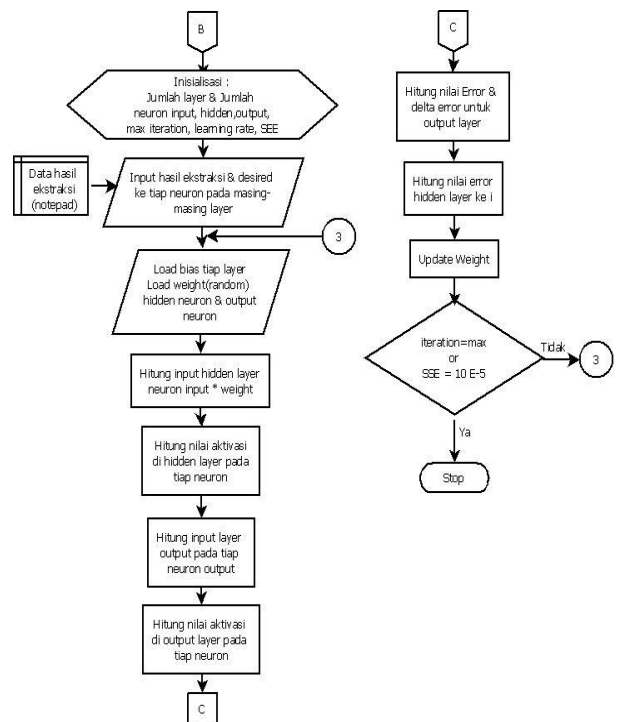 B
Inisialisasi :
Jumlah layer & Jumlah
neuron input, hidden,output,
max iteration, learning rate, SEE
Data hasil
ekstraksi
(notepad)
Input hasil ekstraksi & desired
ke tiap neuron pada masing-
masing layer
3
Load bias tiap layer
Load weight(random)
hidden neuron & output
neuron
Hitung input hidden layer
neuron input * weight
Hitung nilai aktivasi
di hidden layer pada
tiap neuron
Hitung input layer
output pada tiap
neuron output
Hitung nilai aktivasi
di output layer pada
tiap neuron
C
C
Hitung nilai Error &
delta error untuk
output layer
Hitung nilai error
hidden layer ke i
Update Weight
iteration=max
or
SSE = 10 E-5
Tidak
3
Ya
Stop